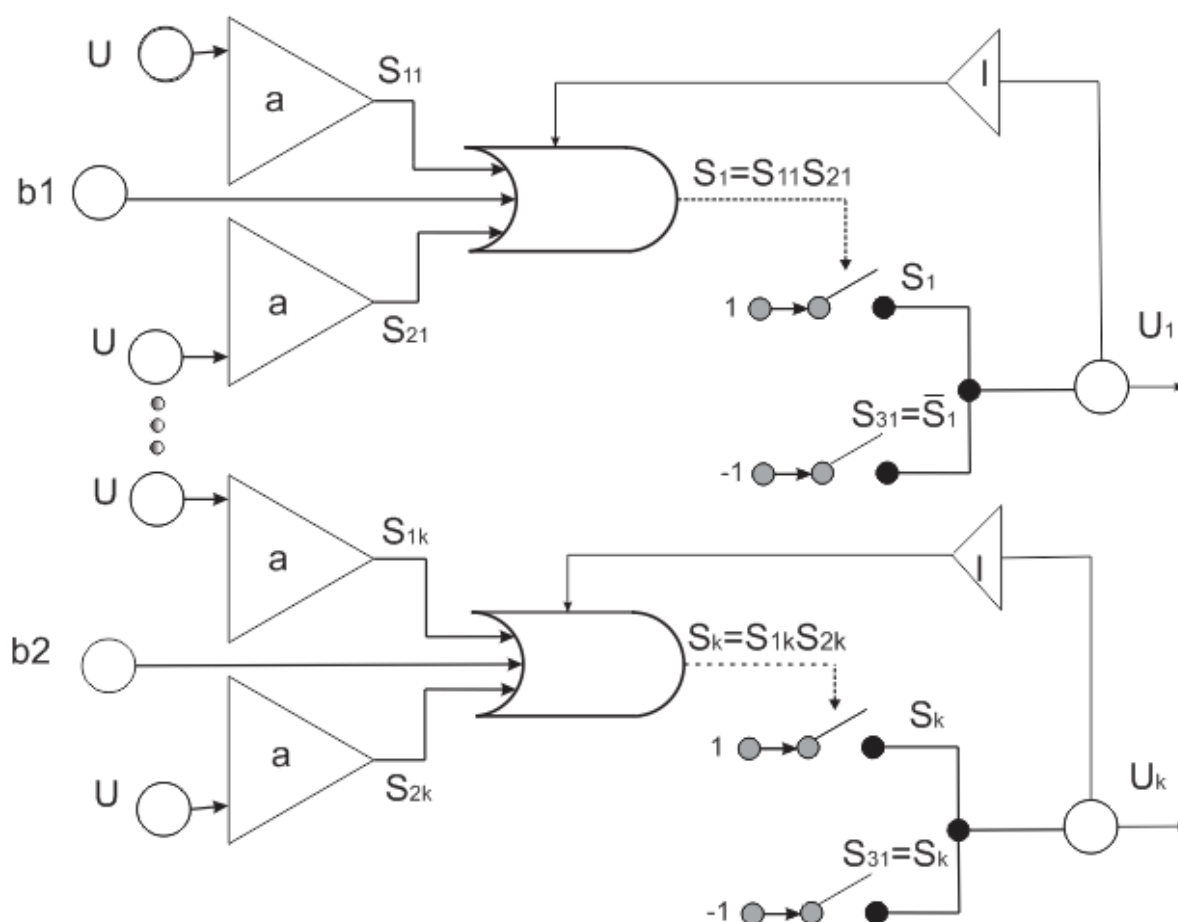 U
a
S11
b1
S1=S11S21
S1
1
a
S21
U
U1
S31=S̅1
-1
U
S1k
a
b2
Sk=S1kS2k
Sk
1
a
S2k
U
Uk
S31=Sk
-1
I
I